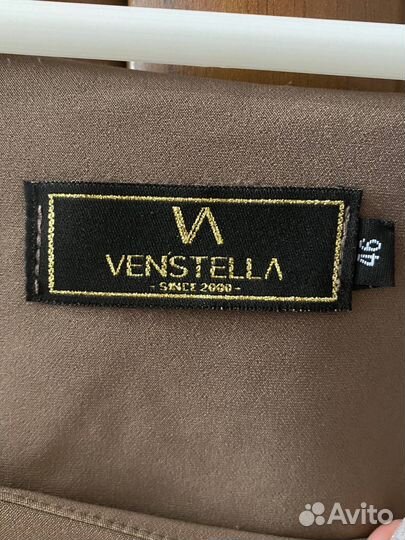 VA
VENSTELLA
- SINCE 2000 -
46
Avito